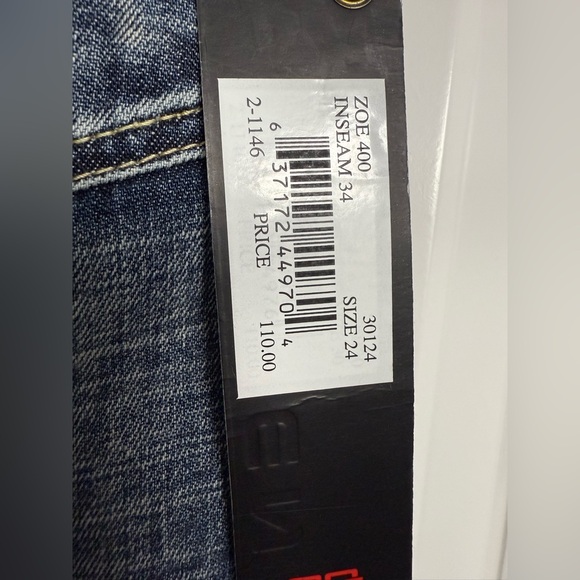 ZOE 400 30124
INSEAM 34 SIZE 24
6 37172 44970 4
2-1146 PRICE 110.00